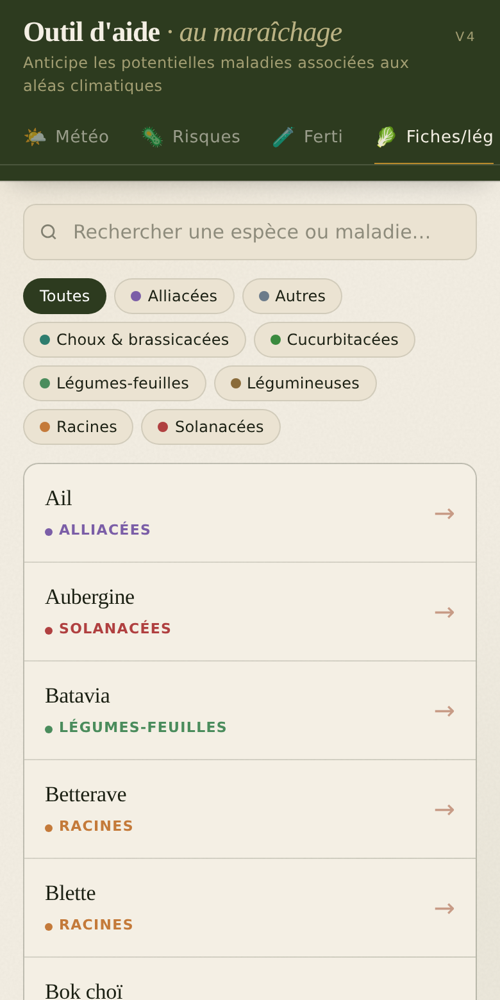 Outil d'aide · au maraîchage V4
Anticipe les potentielles maladies associées aux
aléas climatiques
Météo Risques Ferti Fiches/lég
Rechercher une espèce ou maladie...
Toutes Alliacées Autres
Choux & brassicacées Cucurbitacées
Légumes-feuilles Légumineuses
Racines Solanacées
Ail
→
ALLIACÉES
Aubergine
→
SOLANACÉES
Batavia
→
LÉGUMES-FEUILLES
Betterave
→
RACINES
Blette
→
RACINES
Bok choï